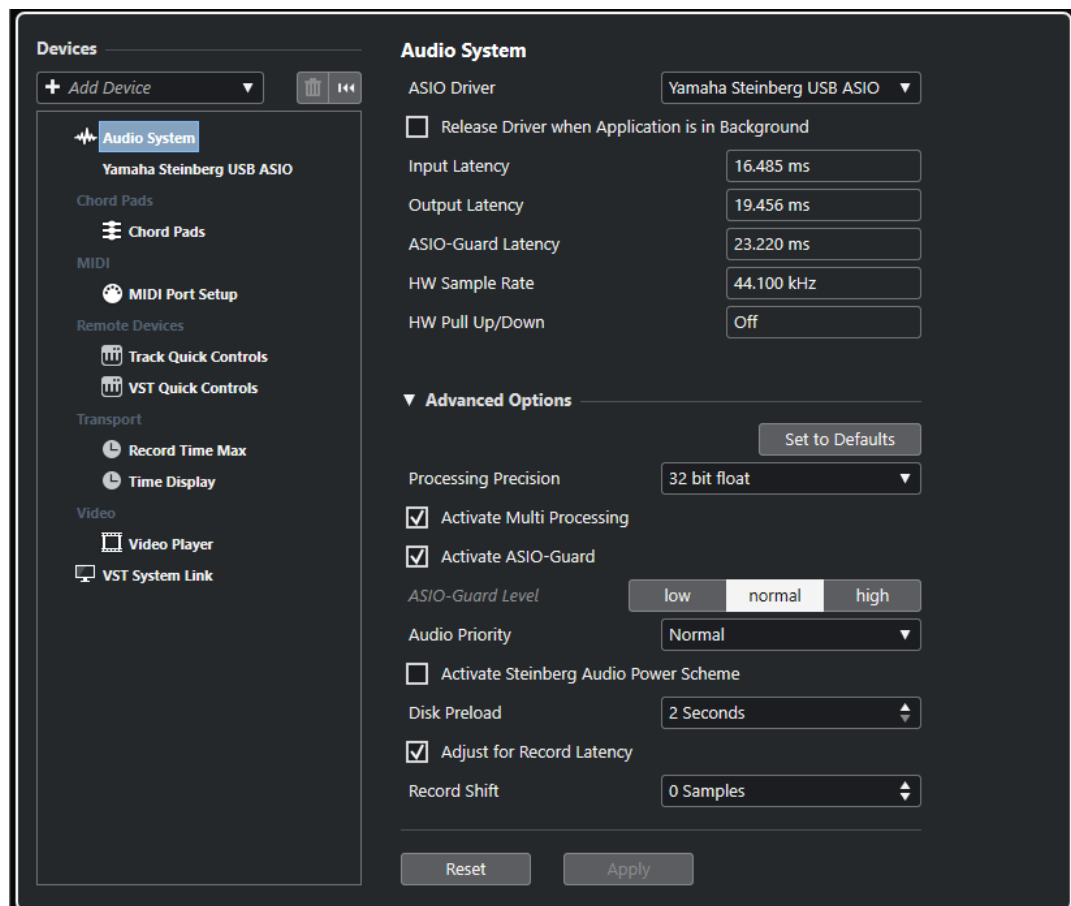 Devices
Add Device
Audio System
Yamaha Steinberg USB ASIO
Chord Pads
Chord Pads
MIDI
MIDI Port Setup
Remote Devices
Track Quick Controls
VST Quick Controls
Transport
Record Time Max
Time Display
Video
Video Player
VST System Link
Audio System
ASIO Driver Yamaha Steinberg USB ASIO
Release Driver when Application is in Background
Input Latency 16.485 ms
Output Latency 19.456 ms
ASIO-Guard Latency 23.220 ms
HW Sample Rate 44.100 kHz
HW Pull Up/Down Off
Advanced Options
Set to Defaults
Processing Precision 32 bit float
Activate Multi Processing
Activate ASIO-Guard
ASIO-Guard Level low normal high
Audio Priority Normal
Activate Steinberg Audio Power Scheme
Disk Preload 2 Seconds
Adjust for Record Latency
Record Shift 0 Samples
Reset Apply